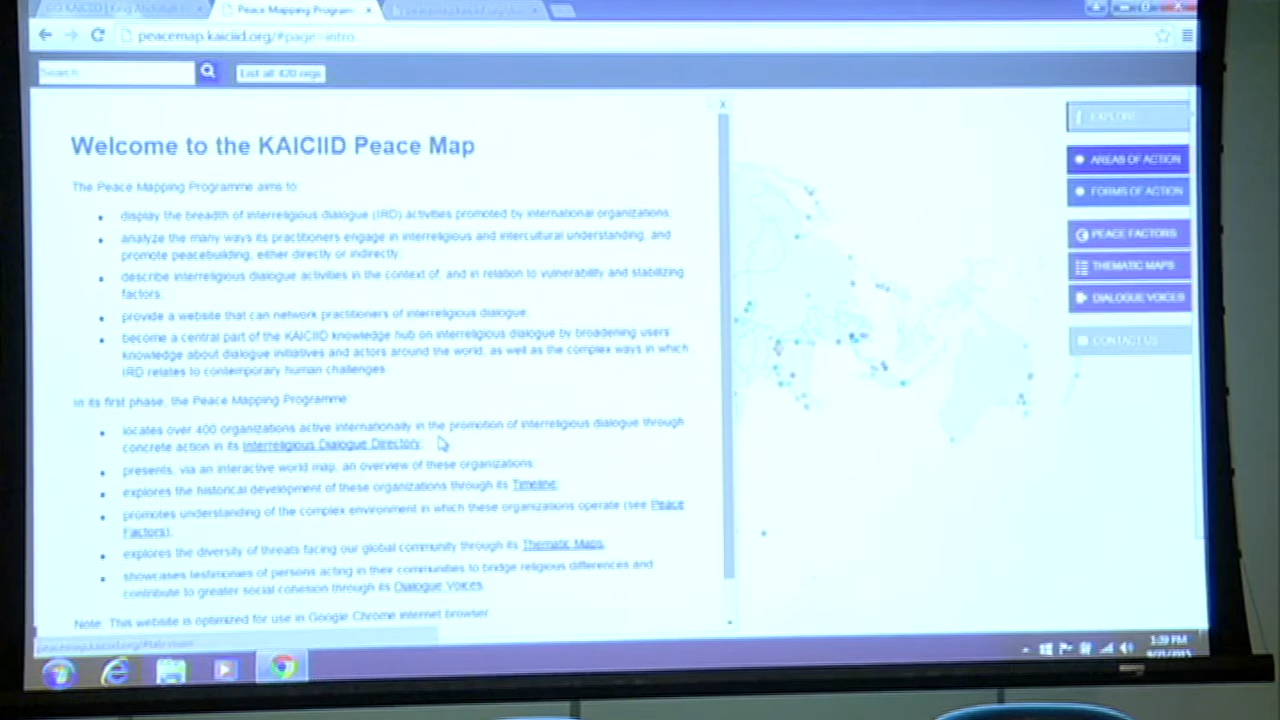 Peace Mapping Program
peacemap.kaiciid.org/#page=intro
Search
List all 420 orgs
X
Welcome to the KAICIID Peace Map
The Peace Mapping Programme aims to:
display the breadth of interreligious dialogue (IRD) activities promoted by international organizations;
analyze the many ways its practitioners engage in interreligious and intercultural understanding, and
promote peacebuilding, either directly or indirectly;
describe interreligious dialogue activities in the context of, and in relation to vulnerability and stabilizing
factors;
provide a website that can network practitioners of interreligious dialogue;
become a central part of the KAICIID knowledge hub on interreligious dialogue by broadening users
knowledge about dialogue initiatives and actors around the world, as well as the complex ways in which
IRD relates to contemporary human challenges.
In its first phase, the Peace Mapping Programme
locates over 400 organizations active internationally in the promotion of interreligious dialogue through
concrete action in its Interreligious Dialogue Directory;
presents, via an interactive world map, an overview of these organizations;
explores the historical development of these organizations through its Timeline;
promotes understanding of the complex environment in which these organizations operate (see Peace
Factors);
explores the diversity of threats facing our global community through its Thematic Maps;
showcases testimonies of persons acting in their communities to bridge religious differences and
contribute to greater social cohesion through its Dialogue Voices.
Note: This website is optimized for use in Google Chrome internet browser
EXPLORE
AREAS OF ACTION
FORMS OF ACTION
PEACE FACTORS
THEMATIC MAPS
DIALOGUE VOICES
CONTACT US
1:39 PM